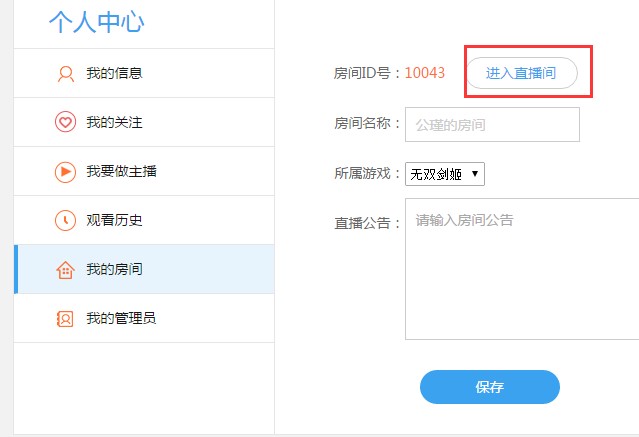 个人中心
我的信息
我的关注
我要做主播
观看历史
我的房间
我的管理员
房间ID号：10043 进入直播间
房间名称： 公瑾的房间
所属游戏： 无双剑姬
直播公告： 请输入房间公告
保存